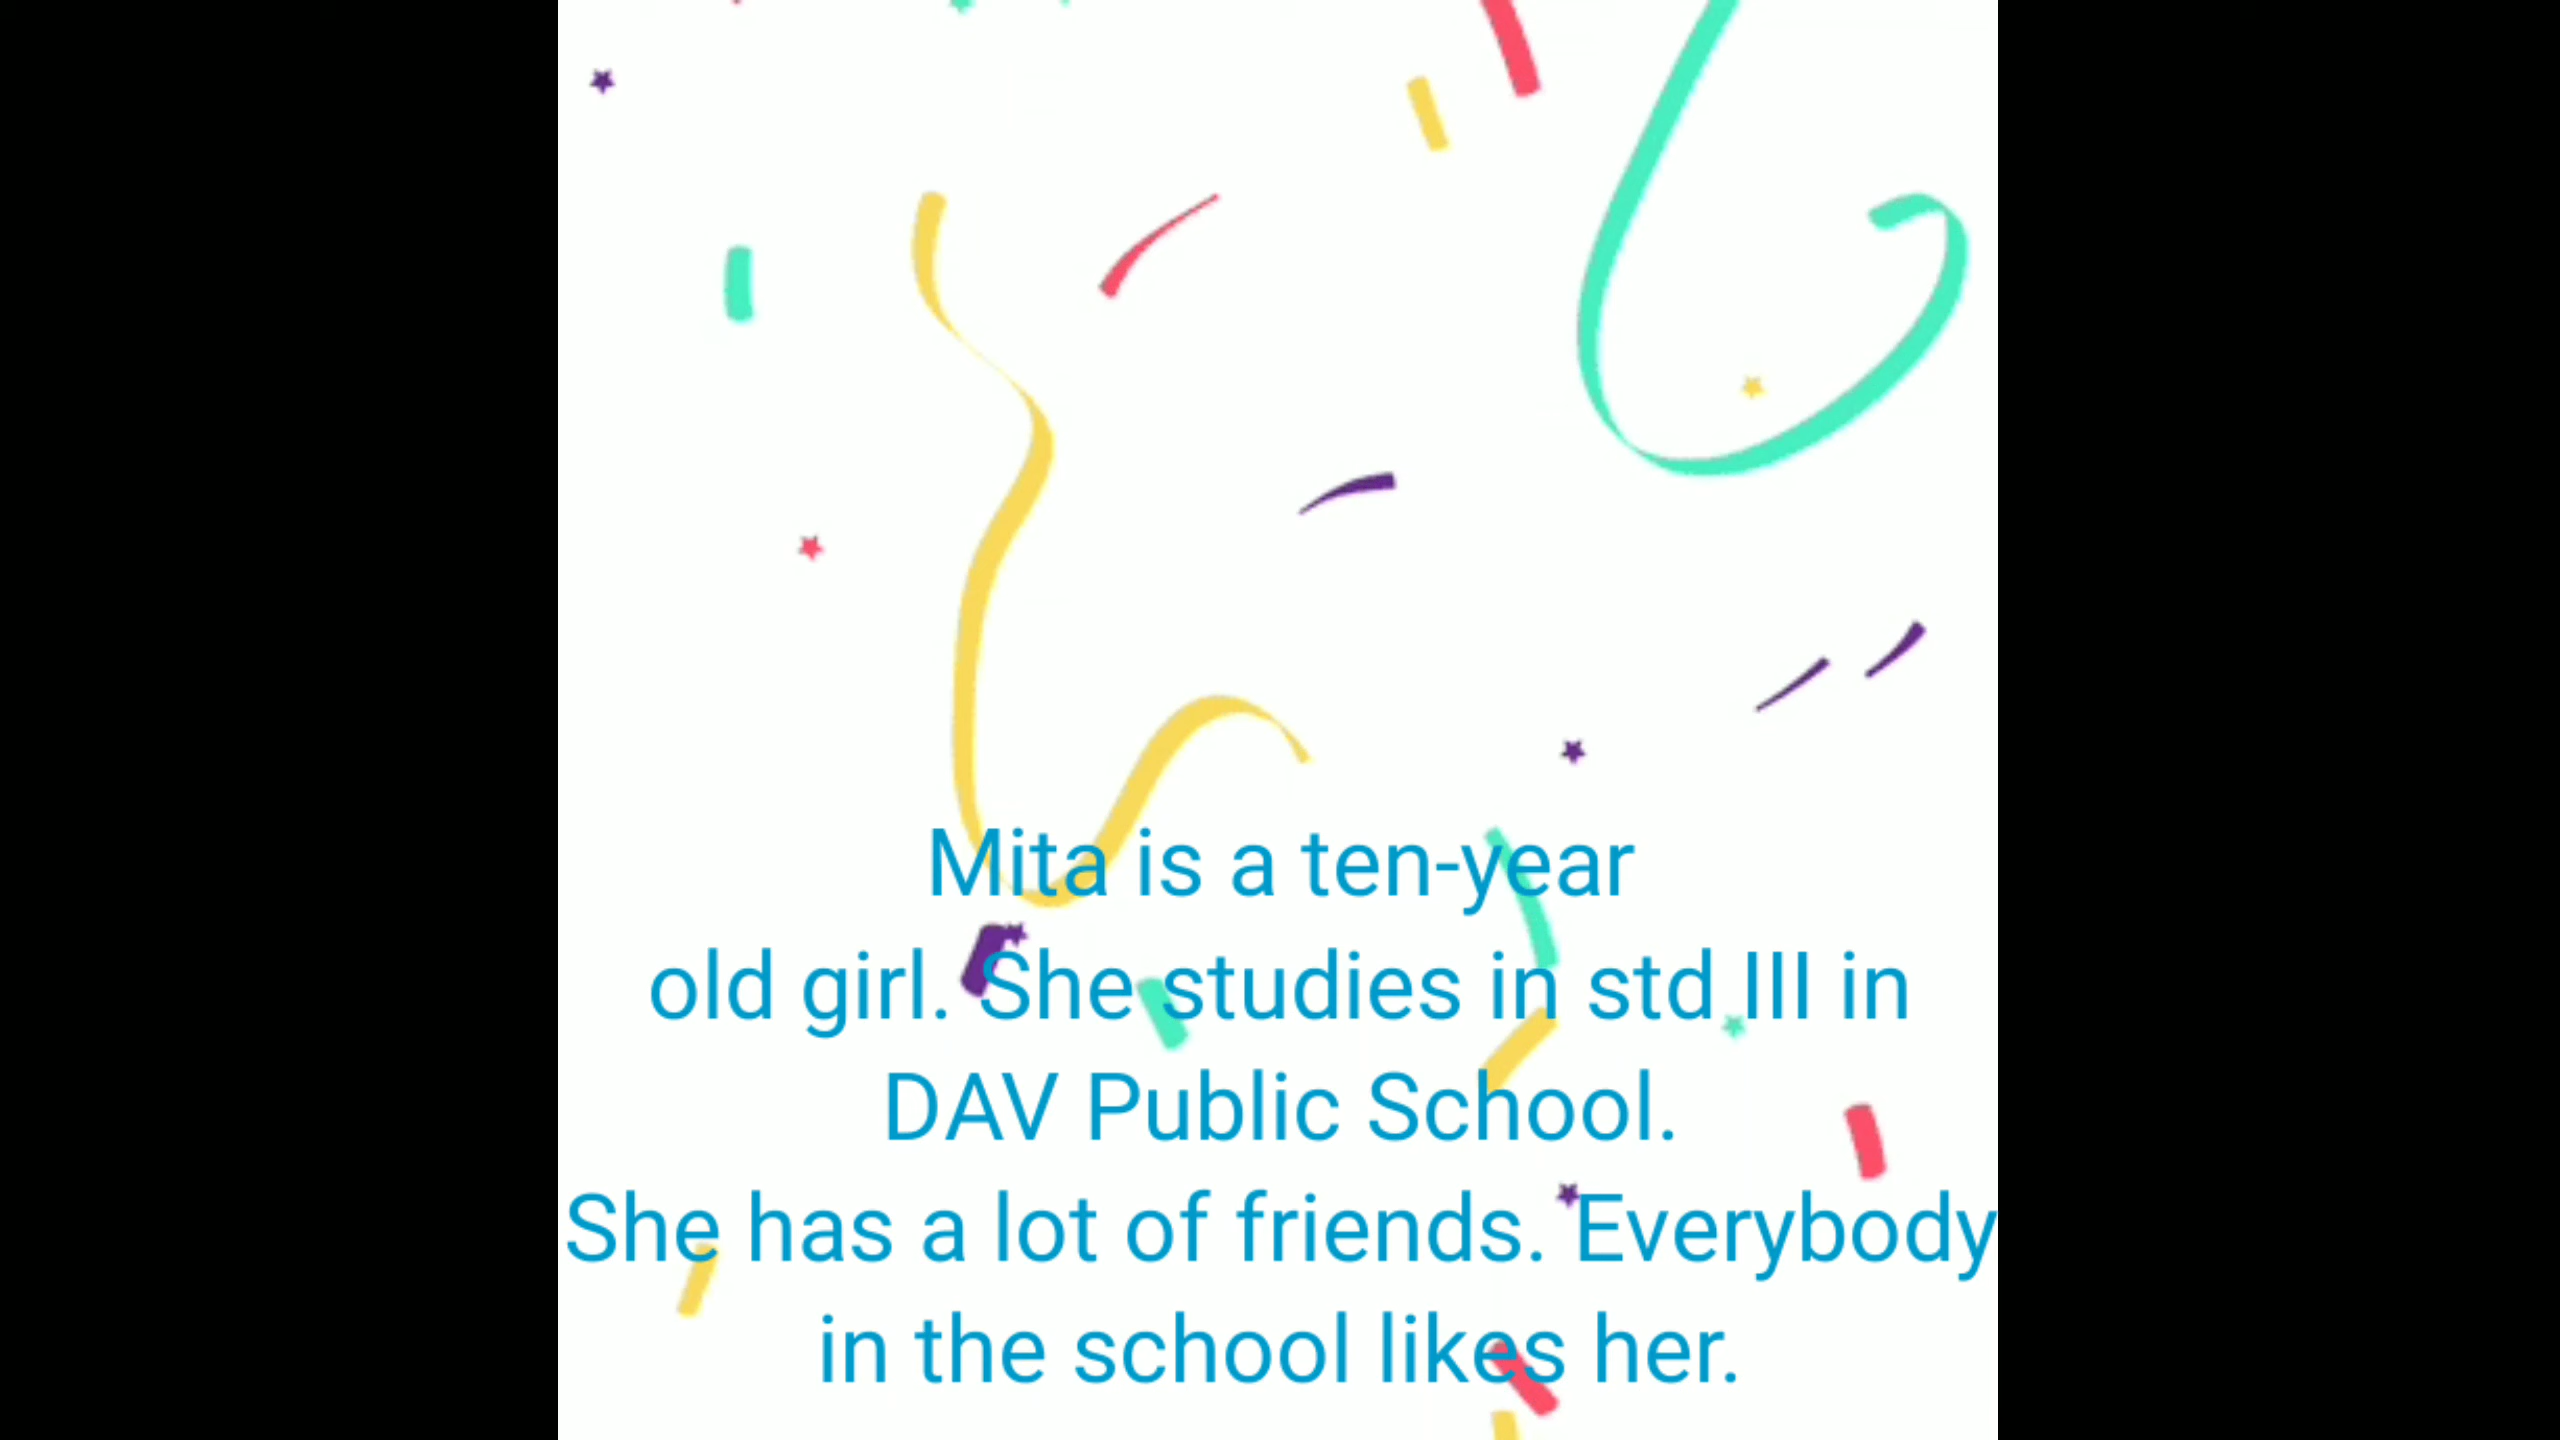 Mita is a ten-year
old girl. She studies in std III in
DAV Public School.
She has a lot of friends. Everybody
in the school likes her.